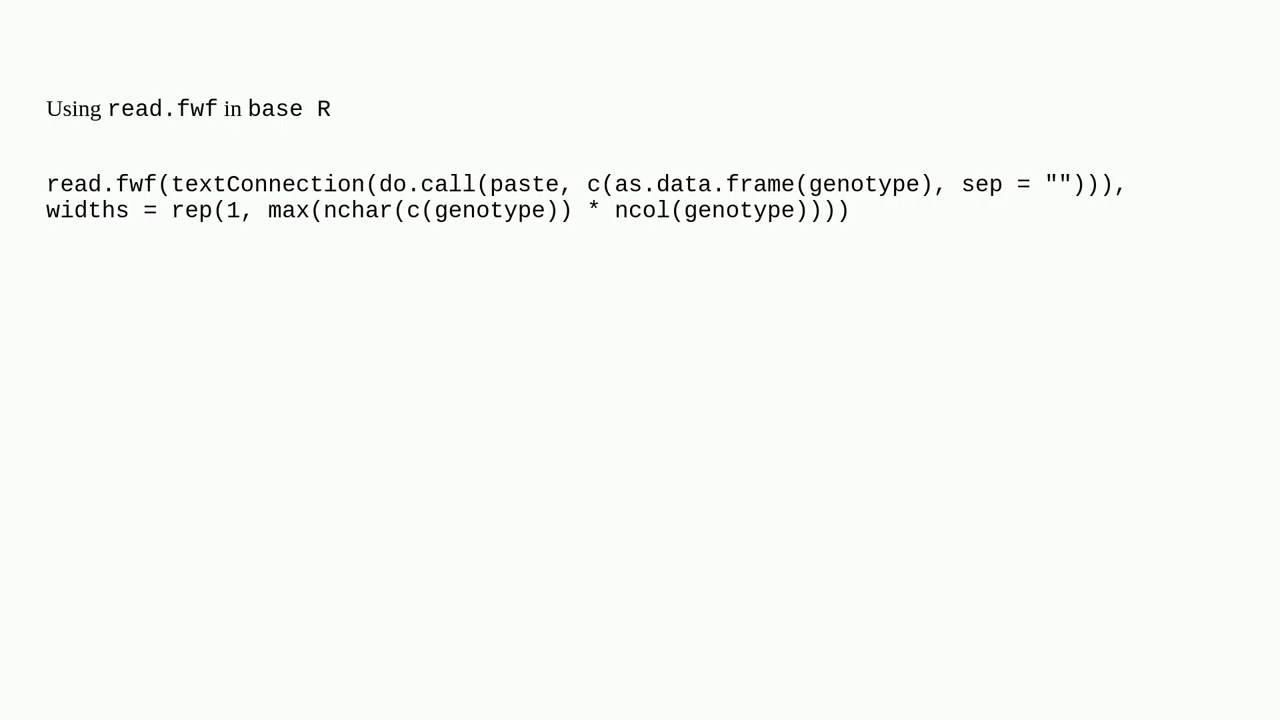 Using read.fwf in base R
read.fwf(textConnection(do.call(paste, c(as.data.frame(genotype), sep = ""))),
widths = rep(1, max(nchar(c(genotype)) * ncol(genotype))))